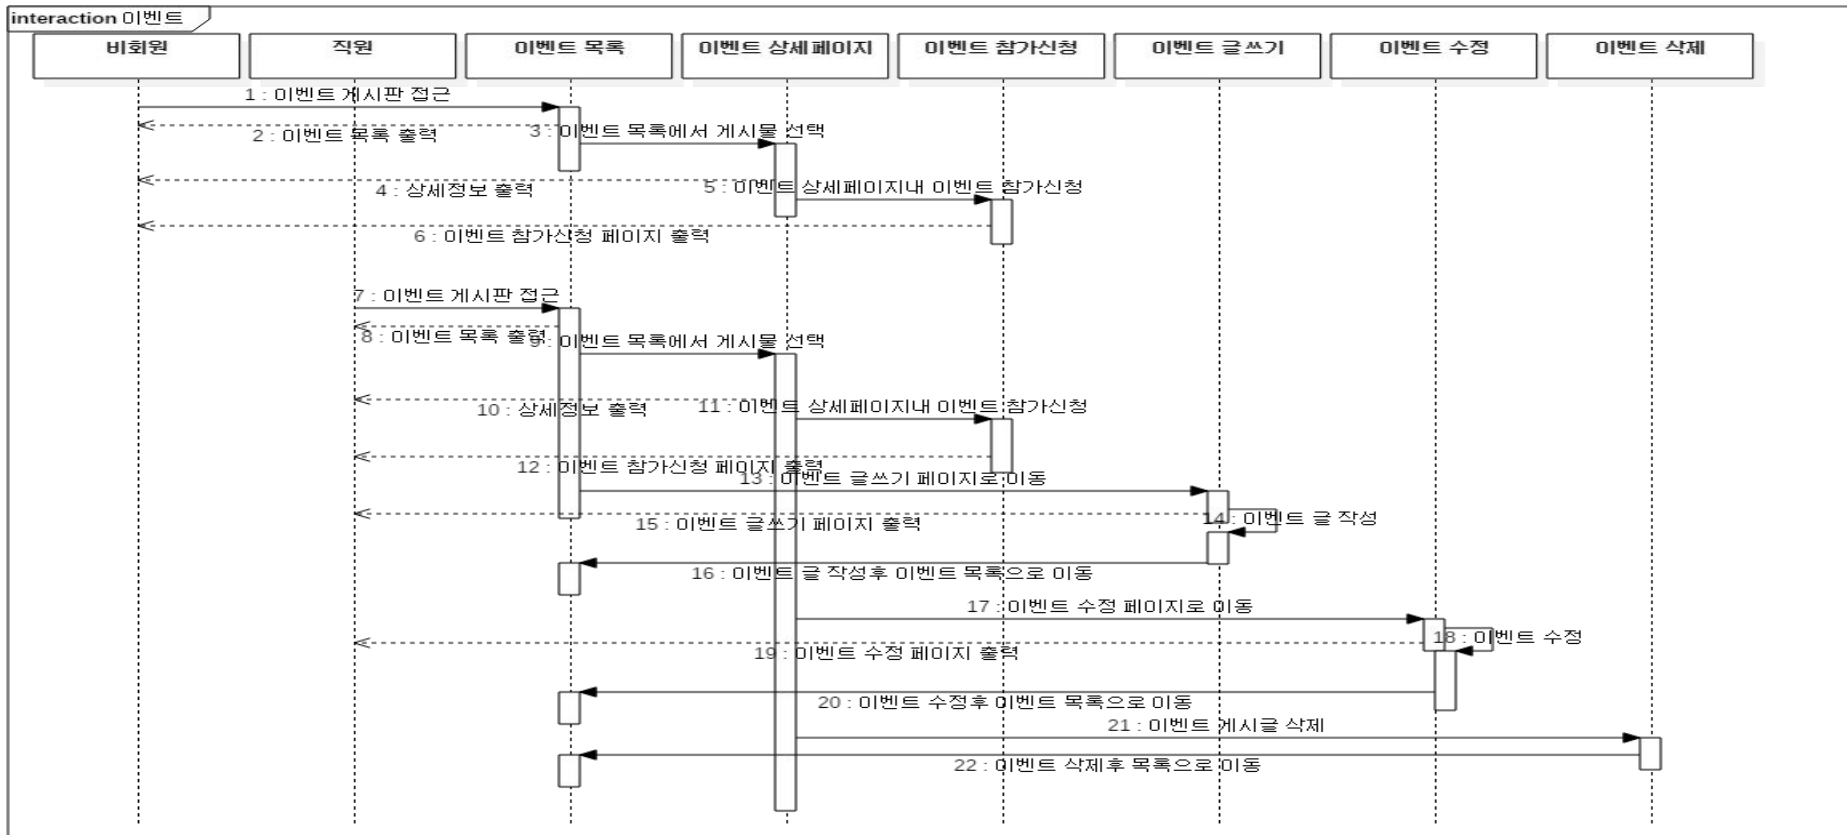 interaction 이벤트
비회원
직원
이벤트 목록
이벤트 상세페이지
이벤트 참가신청
이벤트 글쓰기
이벤트 수정
이벤트 삭제
1 : 이벤트 게시판 접근
2 : 이벤트 목록 출력
3 : 이벤트 목록에서 게시물 선택
4 : 상세정보 출력
5 : 이벤트 상세페이지내 이벤트 참가신청
6 : 이벤트 참가신청 페이지 출력
7 : 이벤트 게시판 접근
8 : 이벤트 목록 출력
9 : 이벤트 목록에서 게시물 선택
10 : 상세정보 출력
11 : 이벤트 상세페이지내 이벤트 참가신청
12 : 이벤트 참가신청 페이지 출력
13 : 이벤트 글쓰기 페이지로 이동
14 : 이벤트 글 작성
15 : 이벤트 글쓰기 페이지 출력
16 : 이벤트 글 작성후 이벤트 목록으로 이동
17 : 이벤트 수정 페이지로 이동
18 : 이벤트 수정
19 : 이벤트 수정 페이지 출력
20 : 이벤트 수정후 이벤트 목록으로 이동
21 : 이벤트 게시글 삭제
22 : 이벤트 삭제후 목록으로 이동